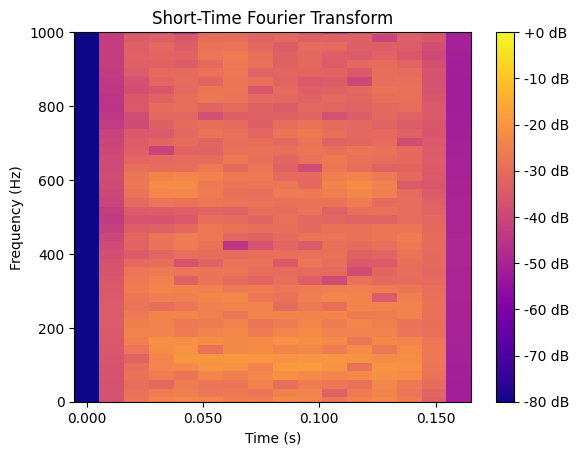 Short-Time Fourier Transform
Frequency (Hz)
1000
800
600
400
200
0
0.000
0.050
0.100
0.150
Time (s)
+0 dB
-10 dB
-20 dB
-30 dB
-40 dB
-50 dB
-60 dB
-70 dB
-80 dB